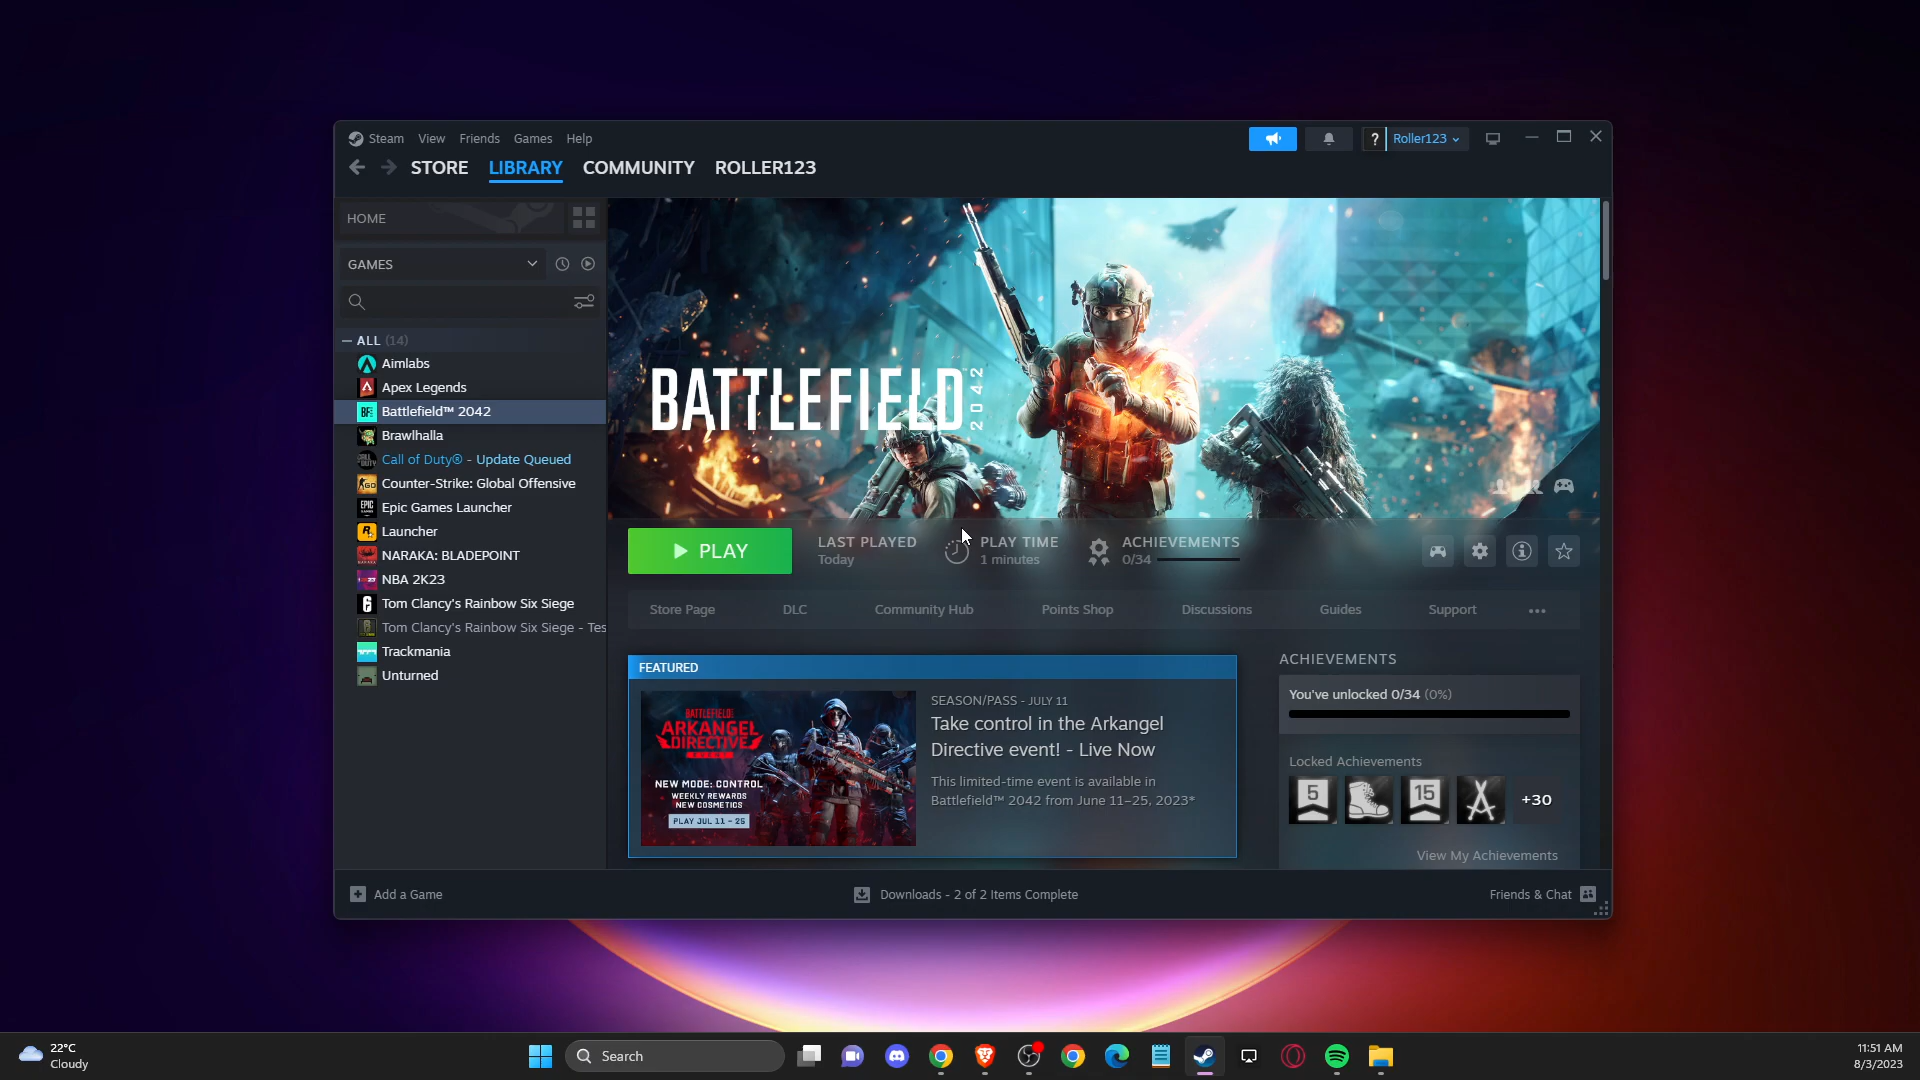 Steam View Friends Games Help
? Roller123
STORE LIBRARY COMMUNITY ROLLER123
HOME
GAMES
ALL (14)
Aimlabs
Apex Legends
Battlefield™ 2042
Brawlhalla
Call of Duty® - Update Queued
Counter-Strike: Global Offensive
Epic Games Launcher
Launcher
NARAKA: BLADEPOINT
NBA 2K23
Tom Clancy's Rainbow Six Siege
Tom Clancy's Rainbow Six Siege - Tes
Trackmania
Unturned
BATTLEFIELD 2042
PLAY
LAST PLAYED
Today
PLAY TIME
1 minutes
ACHIEVEMENTS
0/34
Store Page DLC Community Hub Points Shop Discussions Guides Support
FEATURED
BATTLEFIELD
ARKANGEL
DIRECTIVE
EVENT
NEW MODE: CONTROL
WEEKLY REWARDS
NEW COSMETICS
PLAY JUL 11 - 25
SEASON/PASS - JULY 11
Take control in the Arkangel
Directive event! - Live Now
This limited-time event is available in
Battlefield™ 2042 from June 11–25, 2023*
ACHIEVEMENTS
You've unlocked 0/34 (0%)
Locked Achievements
5 15 +30
View My Achievements
Add a Game
Downloads - 2 of 2 Items Complete
Friends & Chat
22°C
Cloudy
Search
11:51 AM
8/3/2023